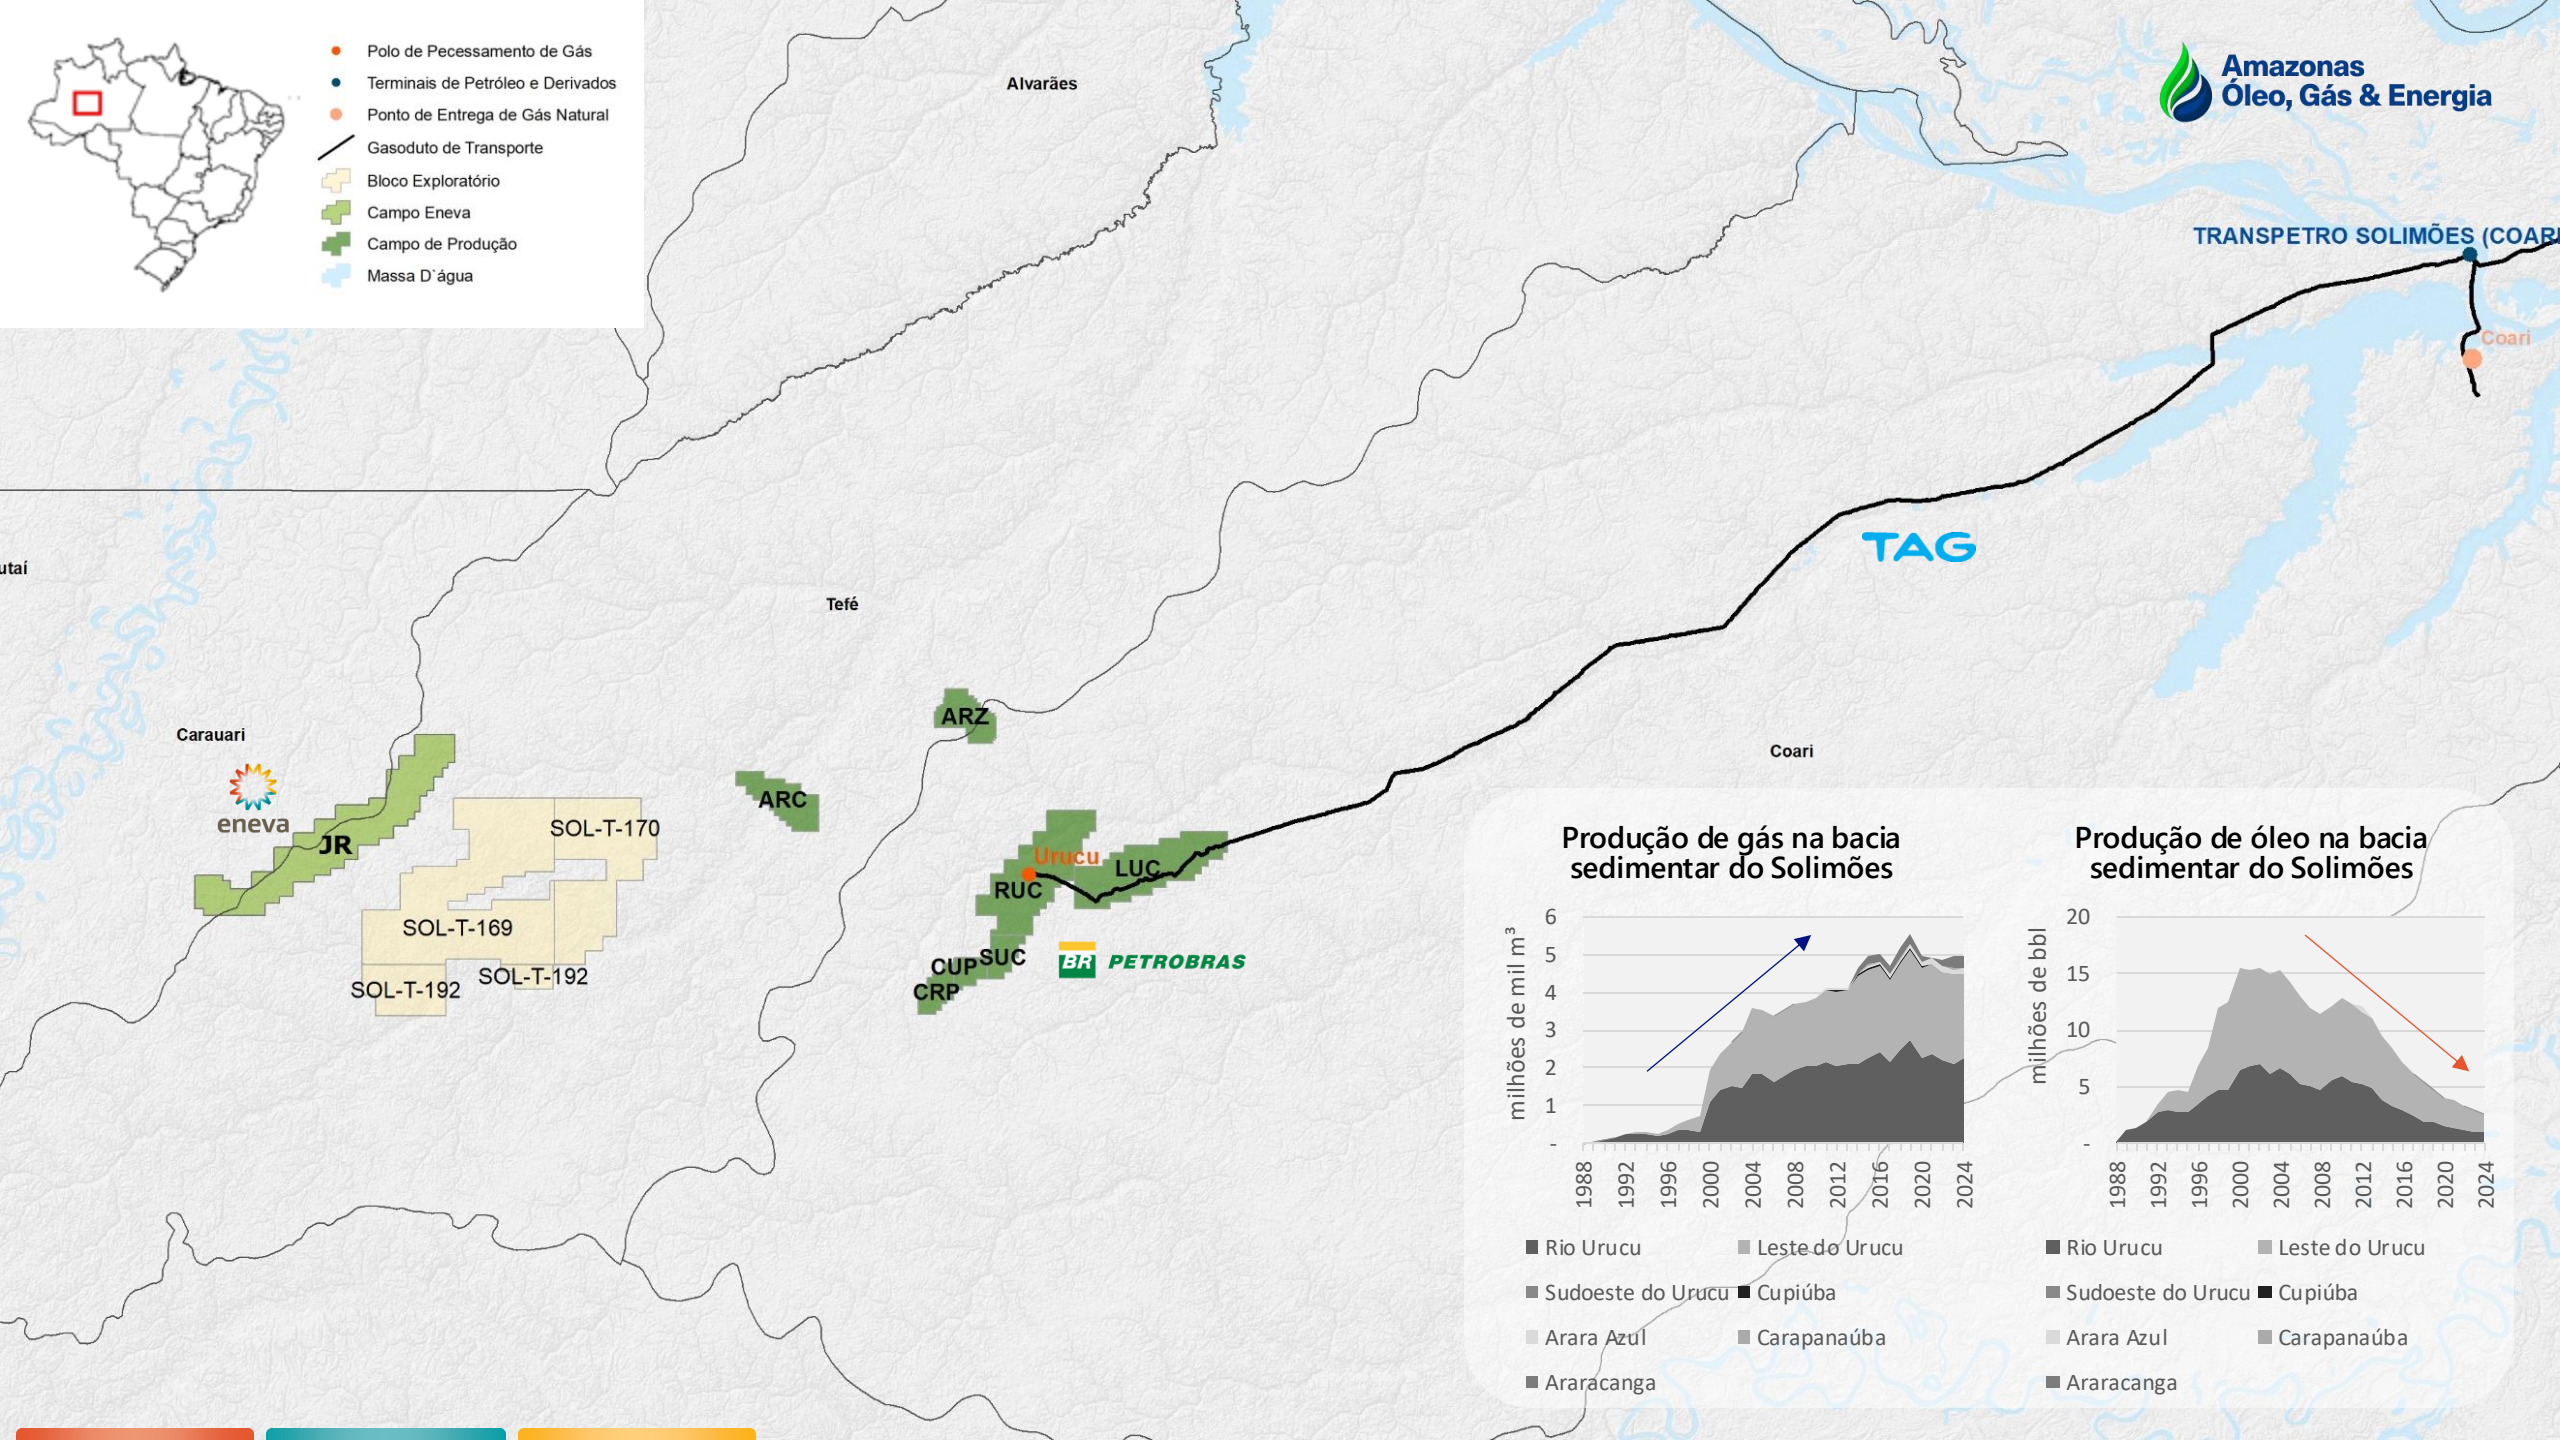 Polo de Pecessamento de Gás
Terminais de Petróleo e Derivados
Ponto de Entrega de Gás Natural
Gasoduto de Transporte
Bloco Exploratório
Campo Eneva
Campo de Produção
Massa D`água
Alvarães
Amazonas
Óleo, Gás & Energia
TRANSPETRO SOLIMÕES (COARI
Coari
TAG
utaí
Tefé
Carauari
eneva
JR
SOL-T-170
SOL-T-169
SOL-T-192
SOL-T-192
ARC
ARZ
Urucu
LUC
RUC
SUC
CUP
CRP
BR PETROBRAS
Coari
Produção de gás na bacia
sedimentar do Solimões
milhões de mil m³
6
5
4
3
2
1
-
1988 1992 1996 2000 2004 2008 2012 2016 2020 2024
Rio Urucu Leste do Urucu
Sudoeste do Urucu Cupiúba
Arara Azul Carapanaúba
Araracanga
Produção de óleo na bacia
sedimentar do Solimões
milhões de bbl
20
15
10
5
-
1988 1992 1996 2000 2004 2008 2012 2016 2020 2024
Rio Urucu Leste do Urucu
Sudoeste do Urucu Cupiúba
Arara Azul Carapanaúba
Araracanga